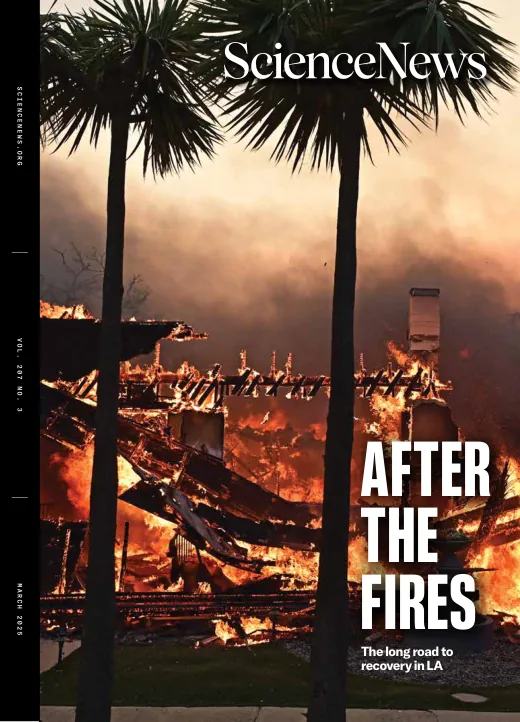 ScienceNews
SCIENCENEWS.ORG
VOL. 207 NO. 3
MARCH 2025
AFTER
THE
FIRES
The long road to
recovery in LA